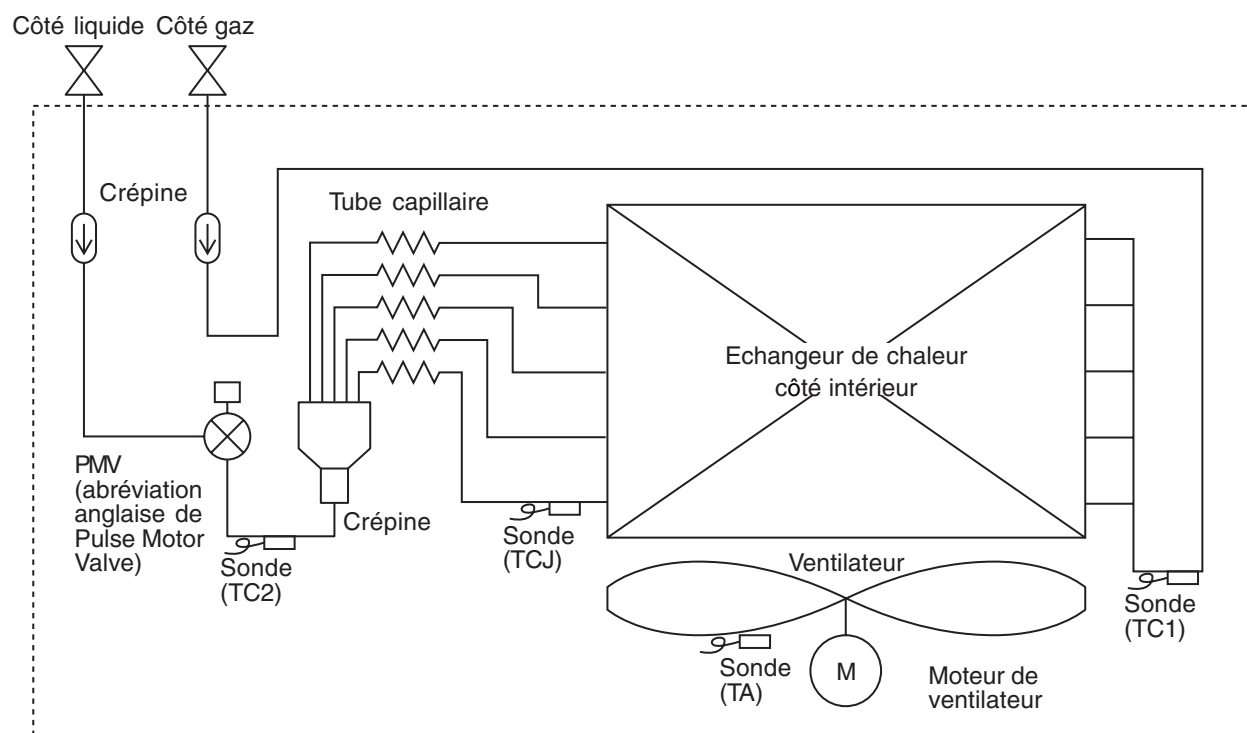 Côté liquide
Côté gaz
Crépine
Tube capillaire
Echangeur de chaleur
côté intérieur
PMV
(abréviation
anglaise de
Pulse Motor
Valve)
Crépine
Sonde
(TC2)
Sonde
(TCJ)
Ventilateur
Sonde
(TC1)
Sonde
(TA)
M
Moteur de
ventilateur